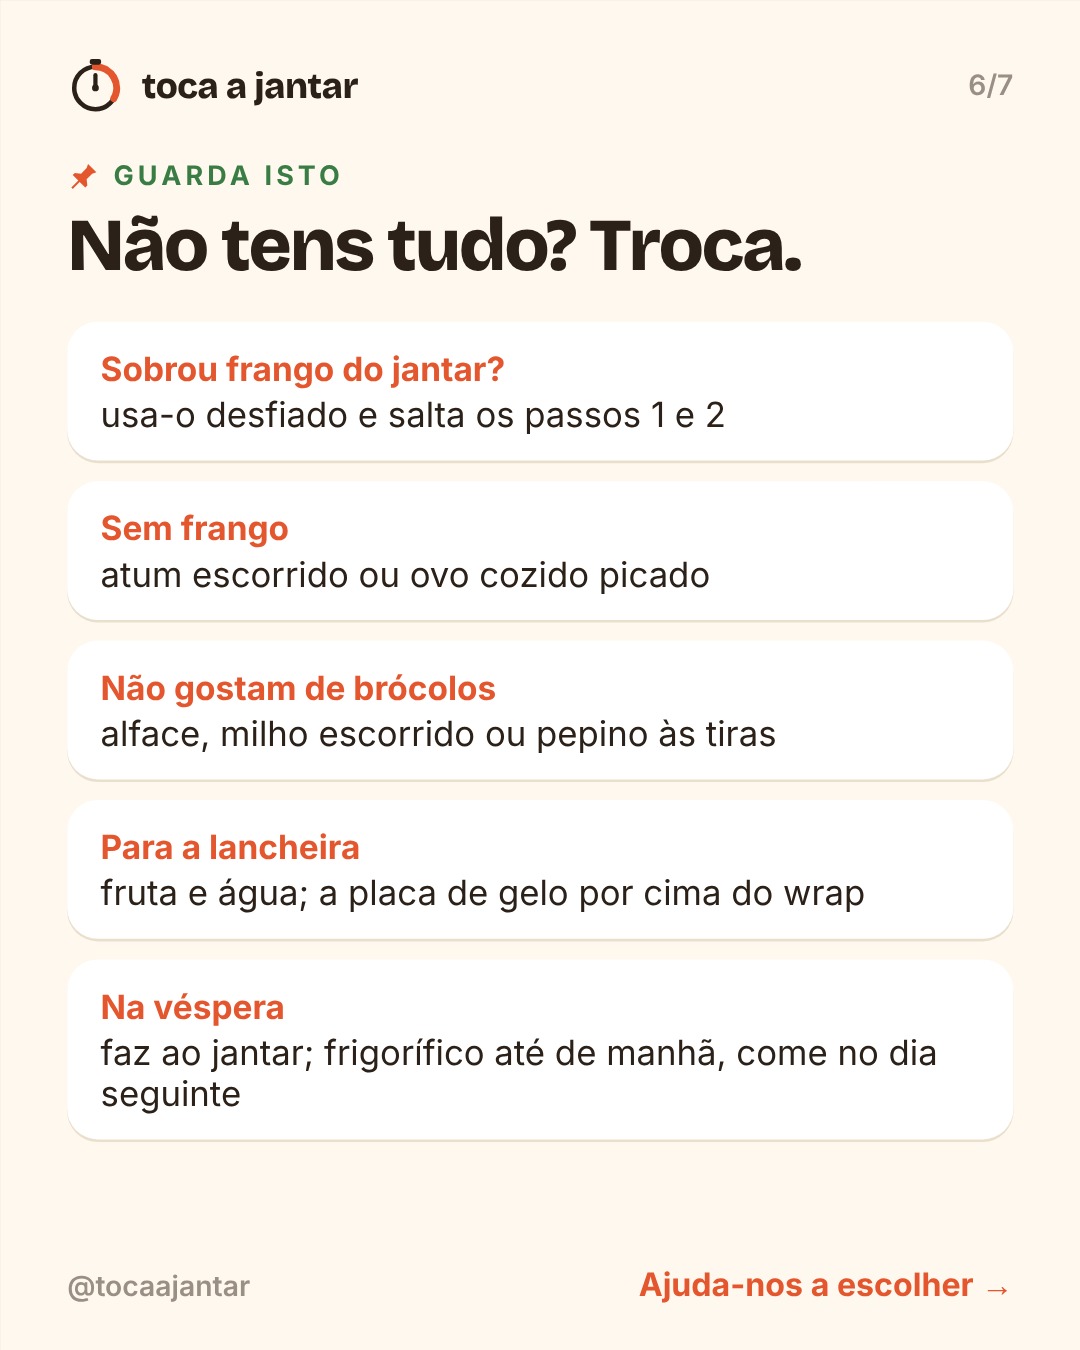 toca a jantar
6/7
GUARDA ISTO
Não tens tudo? Troca.
Sobrou frango do jantar?
usa-o desfiado e salta os passos 1 e 2
Sem frango
atum escorrido ou ovo cozido picado
Não gostam de brócolos
alface, milho escorrido ou pepino às tiras
Para a lancheira
fruta e água; a placa de gelo por cima do wrap
Na véspera
faz ao jantar; frigorífico até de manhã, come no dia
seguinte
@tocaajantar
Ajuda-nos a escolher →